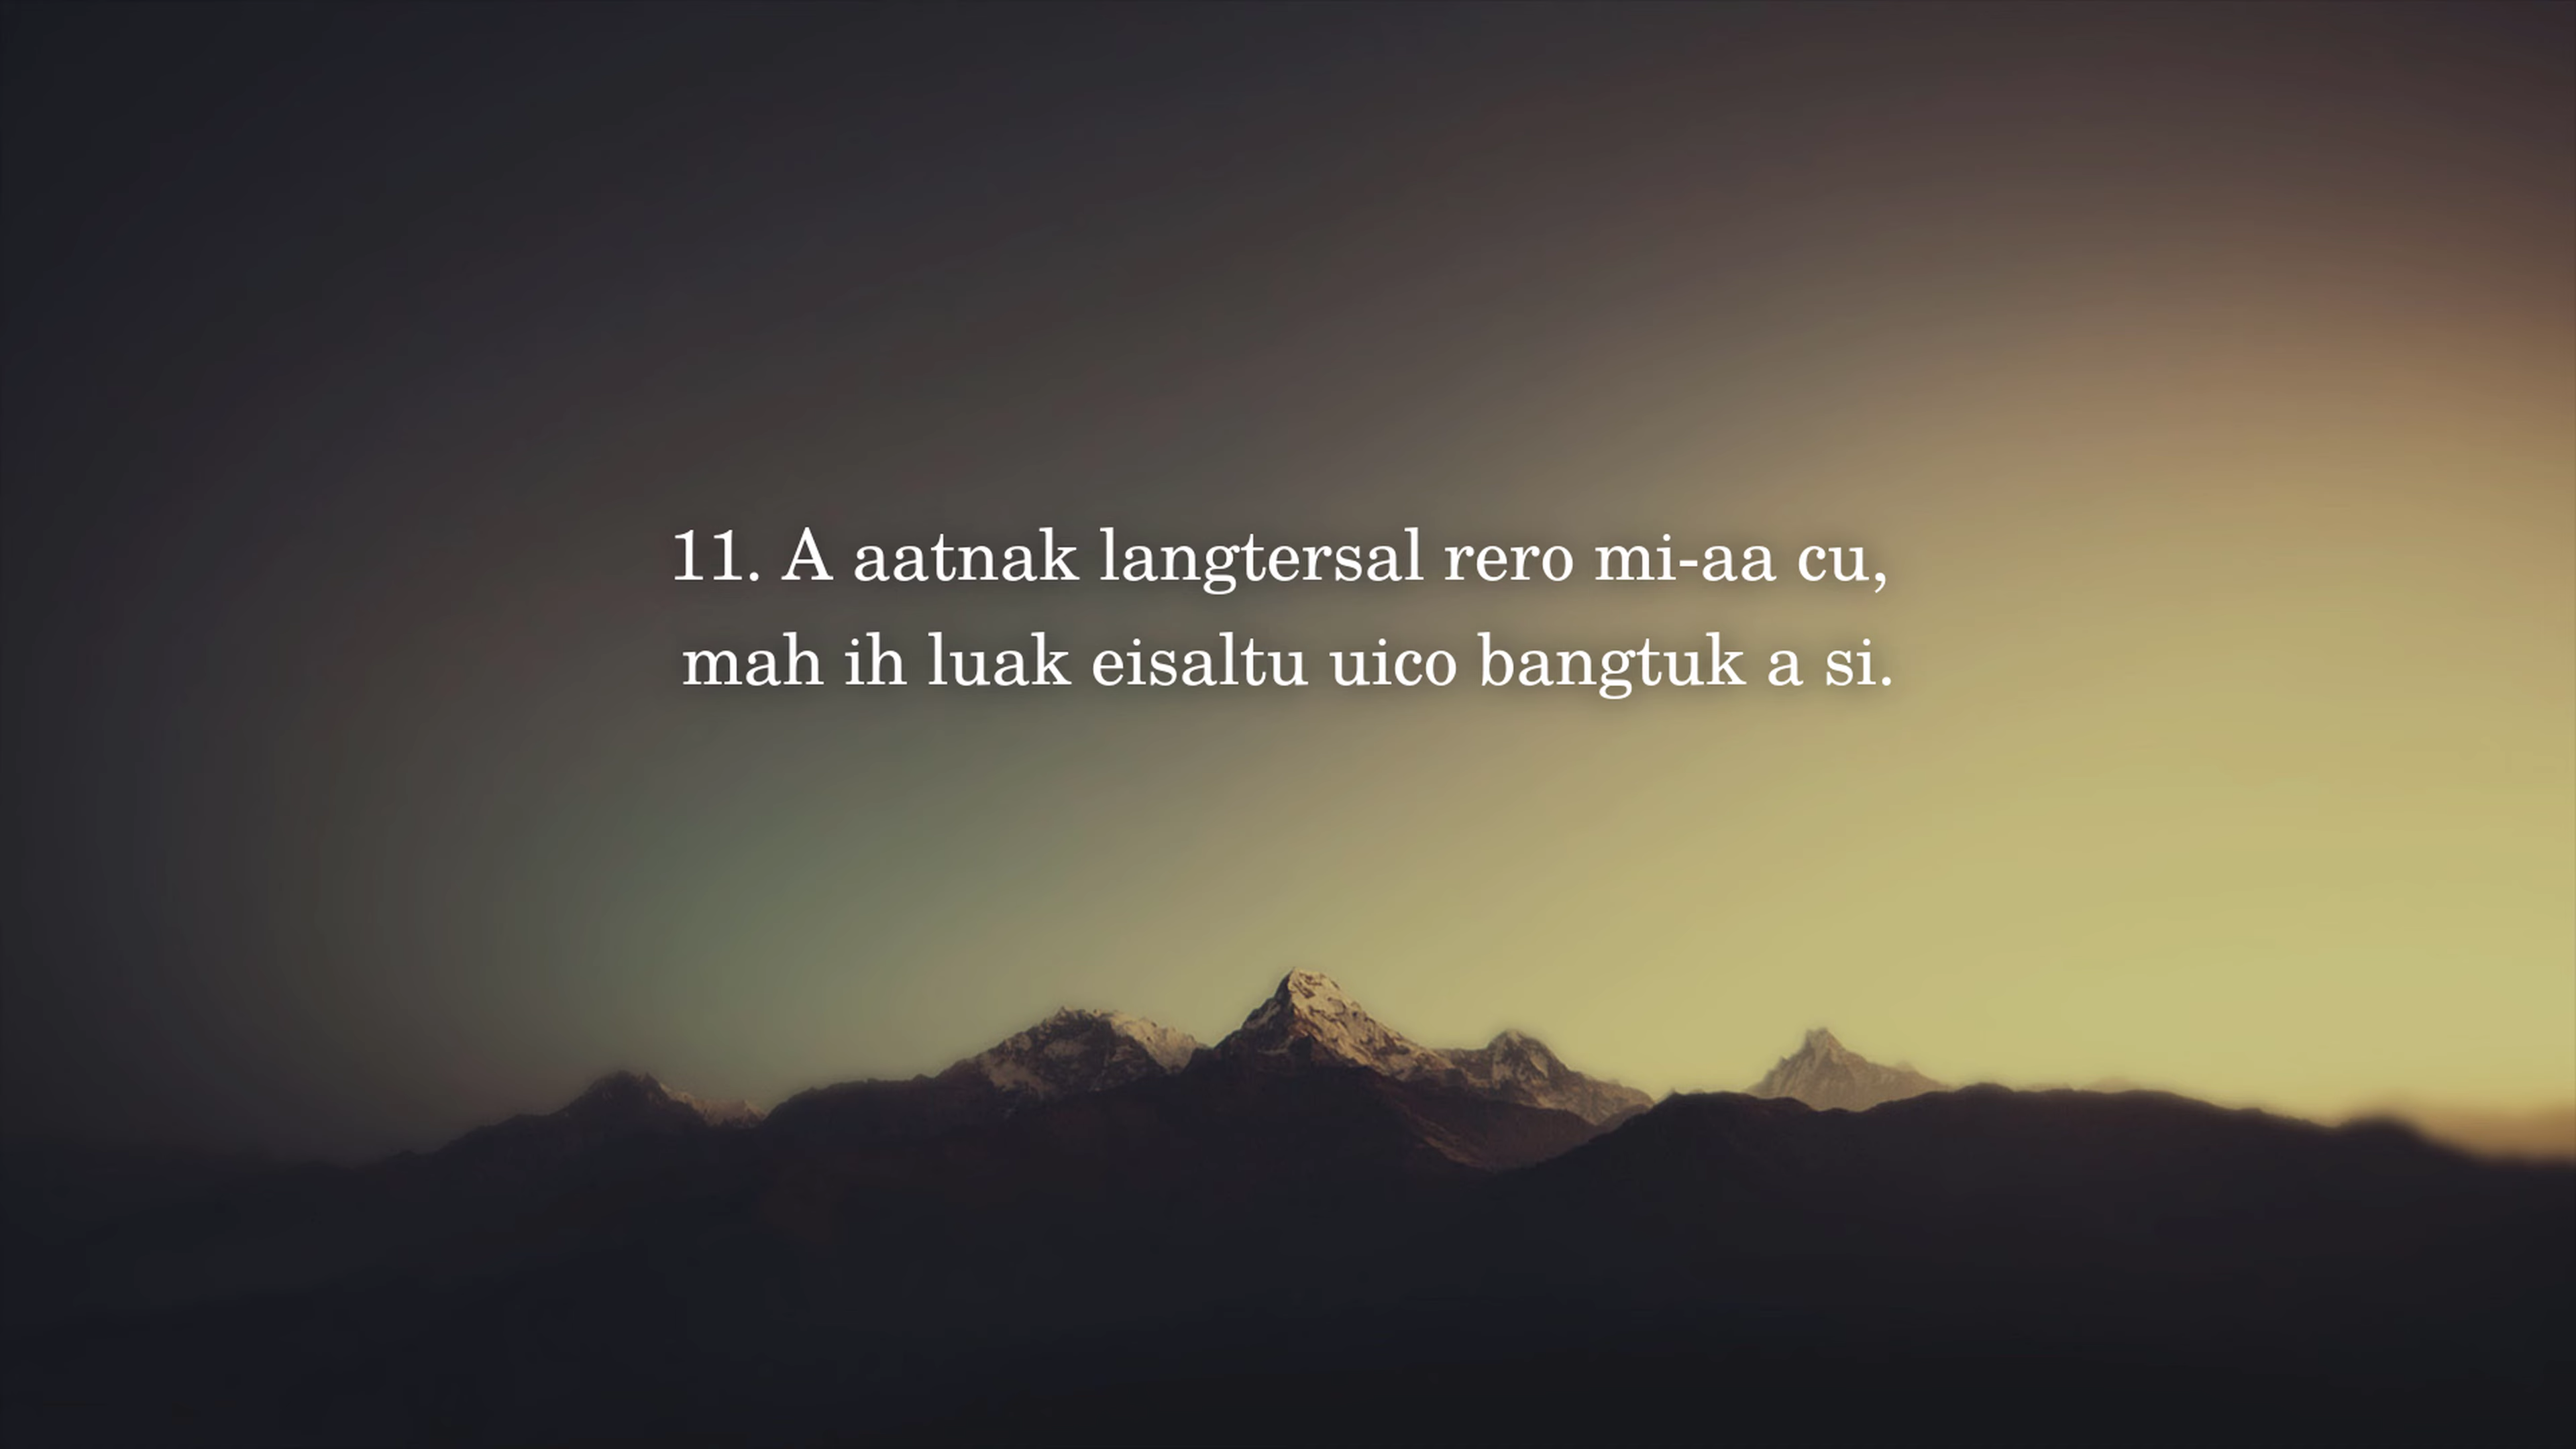 11. A aatnak langtersal rero mi-aa cu,
mah ih luak eisaltu uico bangtuk a si.